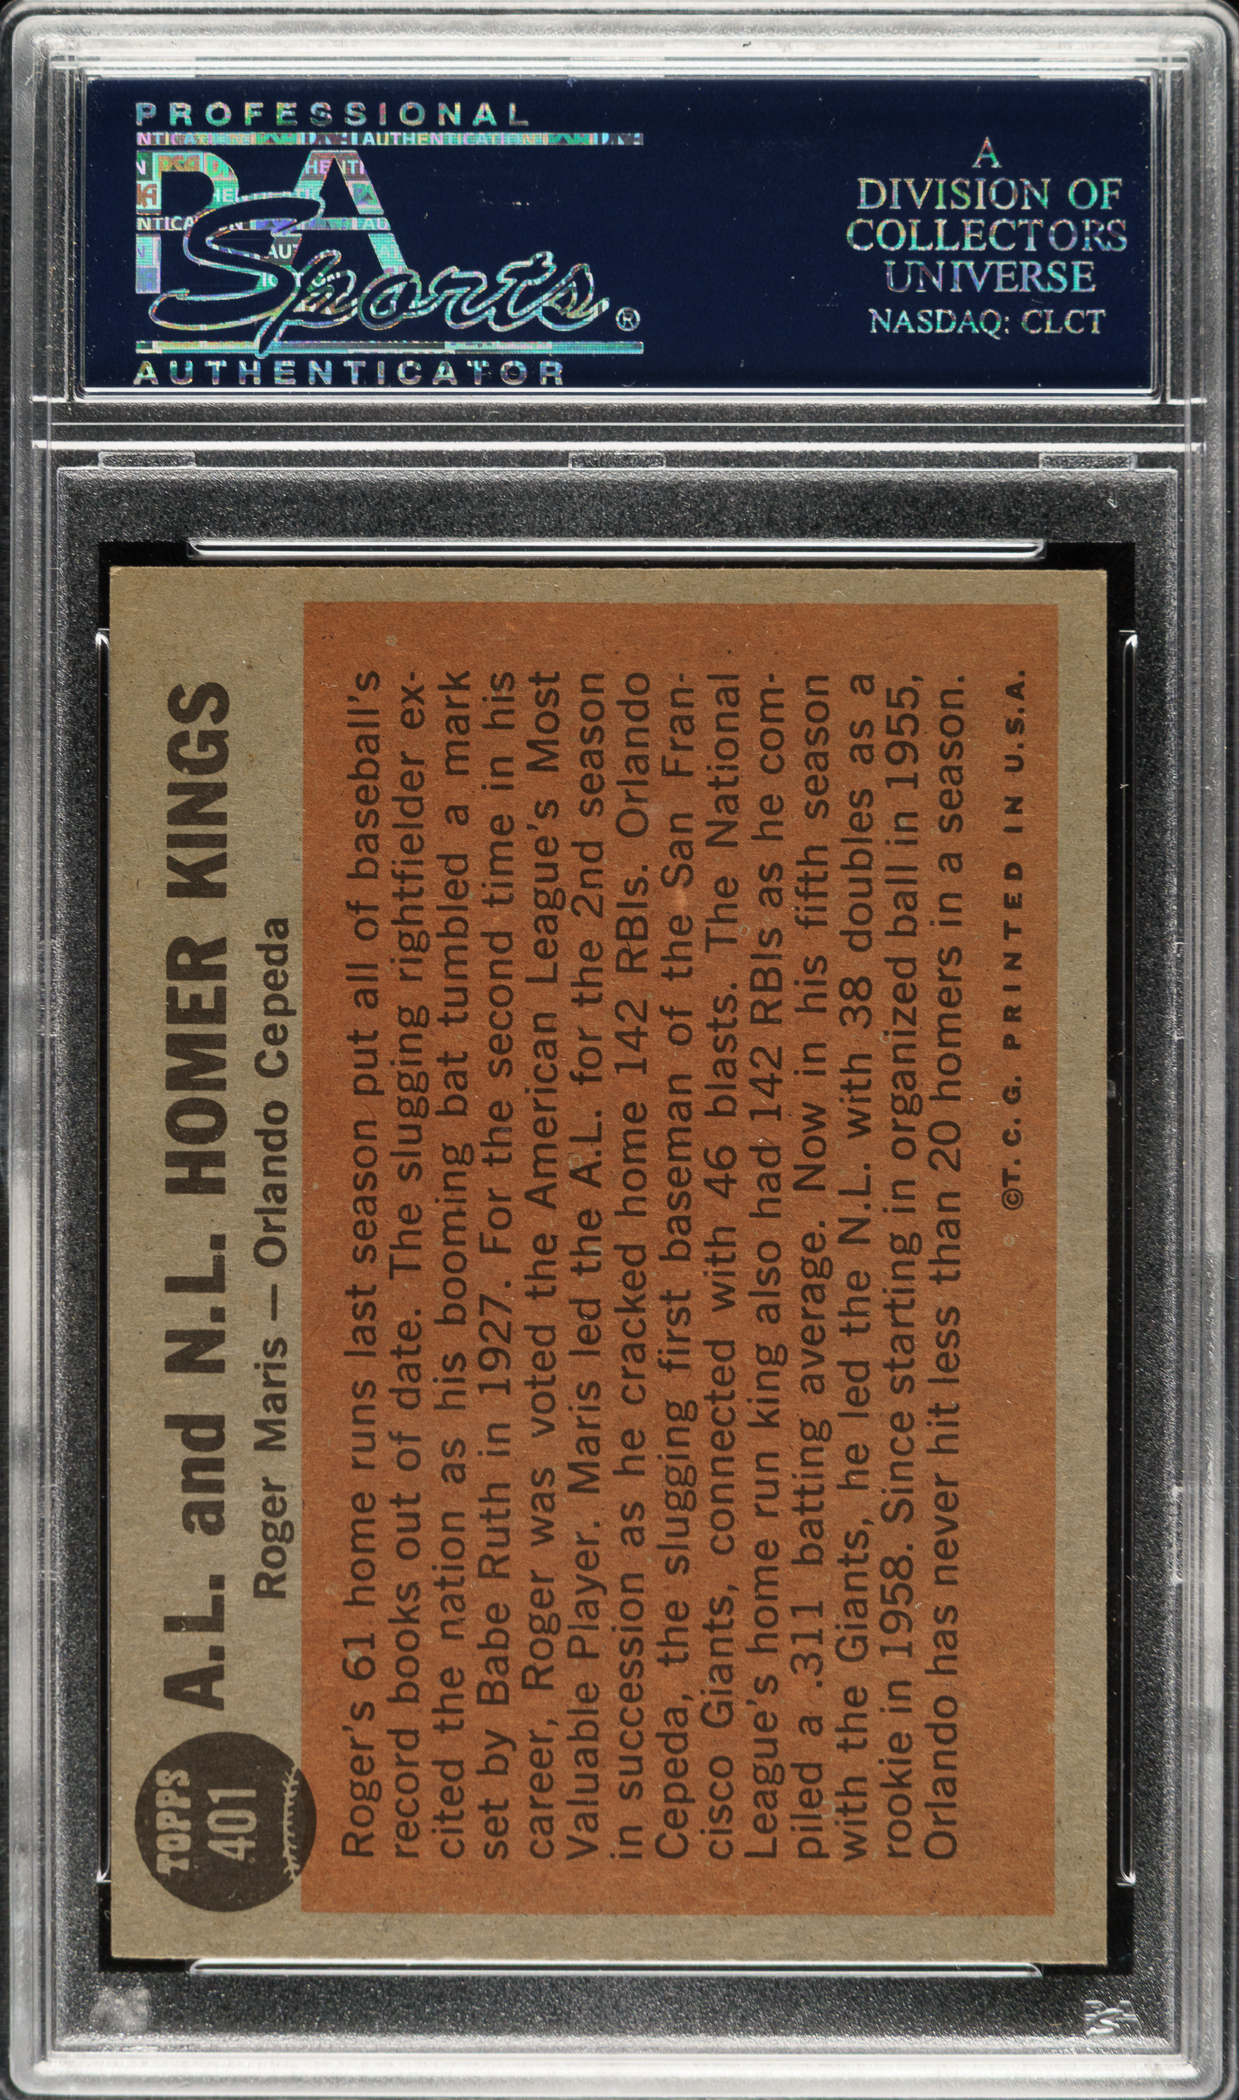 PROFESSIONAL
PSA
Sports®
AUTHENTICATOR
A
DIVISION OF
COLLECTORS
UNIVERSE
NASDAQ: CLCT
TOPPS
401
A.L. and N.L. HOMER KINGS
Roger Maris — Orlando Cepeda
Roger's 61 home runs last season put all of baseball's
record books out of date. The slugging rightfielder ex-
cited the nation as his booming bat tumbled a mark
set by Babe Ruth in 1927. For the second time in his
career, Roger was voted the American League's Most
Valuable Player. Maris led the A.L. for the 2nd season
in succession as he cracked home 142 RBIs. Orlando
Cepeda, the slugging first baseman of the San Fran-
cisco Giants, connected with 46 blasts. The National
League's home run king also had 142 RBIs as he com-
piled a .311 batting average. Now in his fifth season
with the Giants, he led the N.L. with 38 doubles as a
rookie in 1958. Since starting in organized ball in 1955,
Orlando has never hit less than 20 homers in a season.
©T. C. G. PRINTED IN U.S.A.
PSA